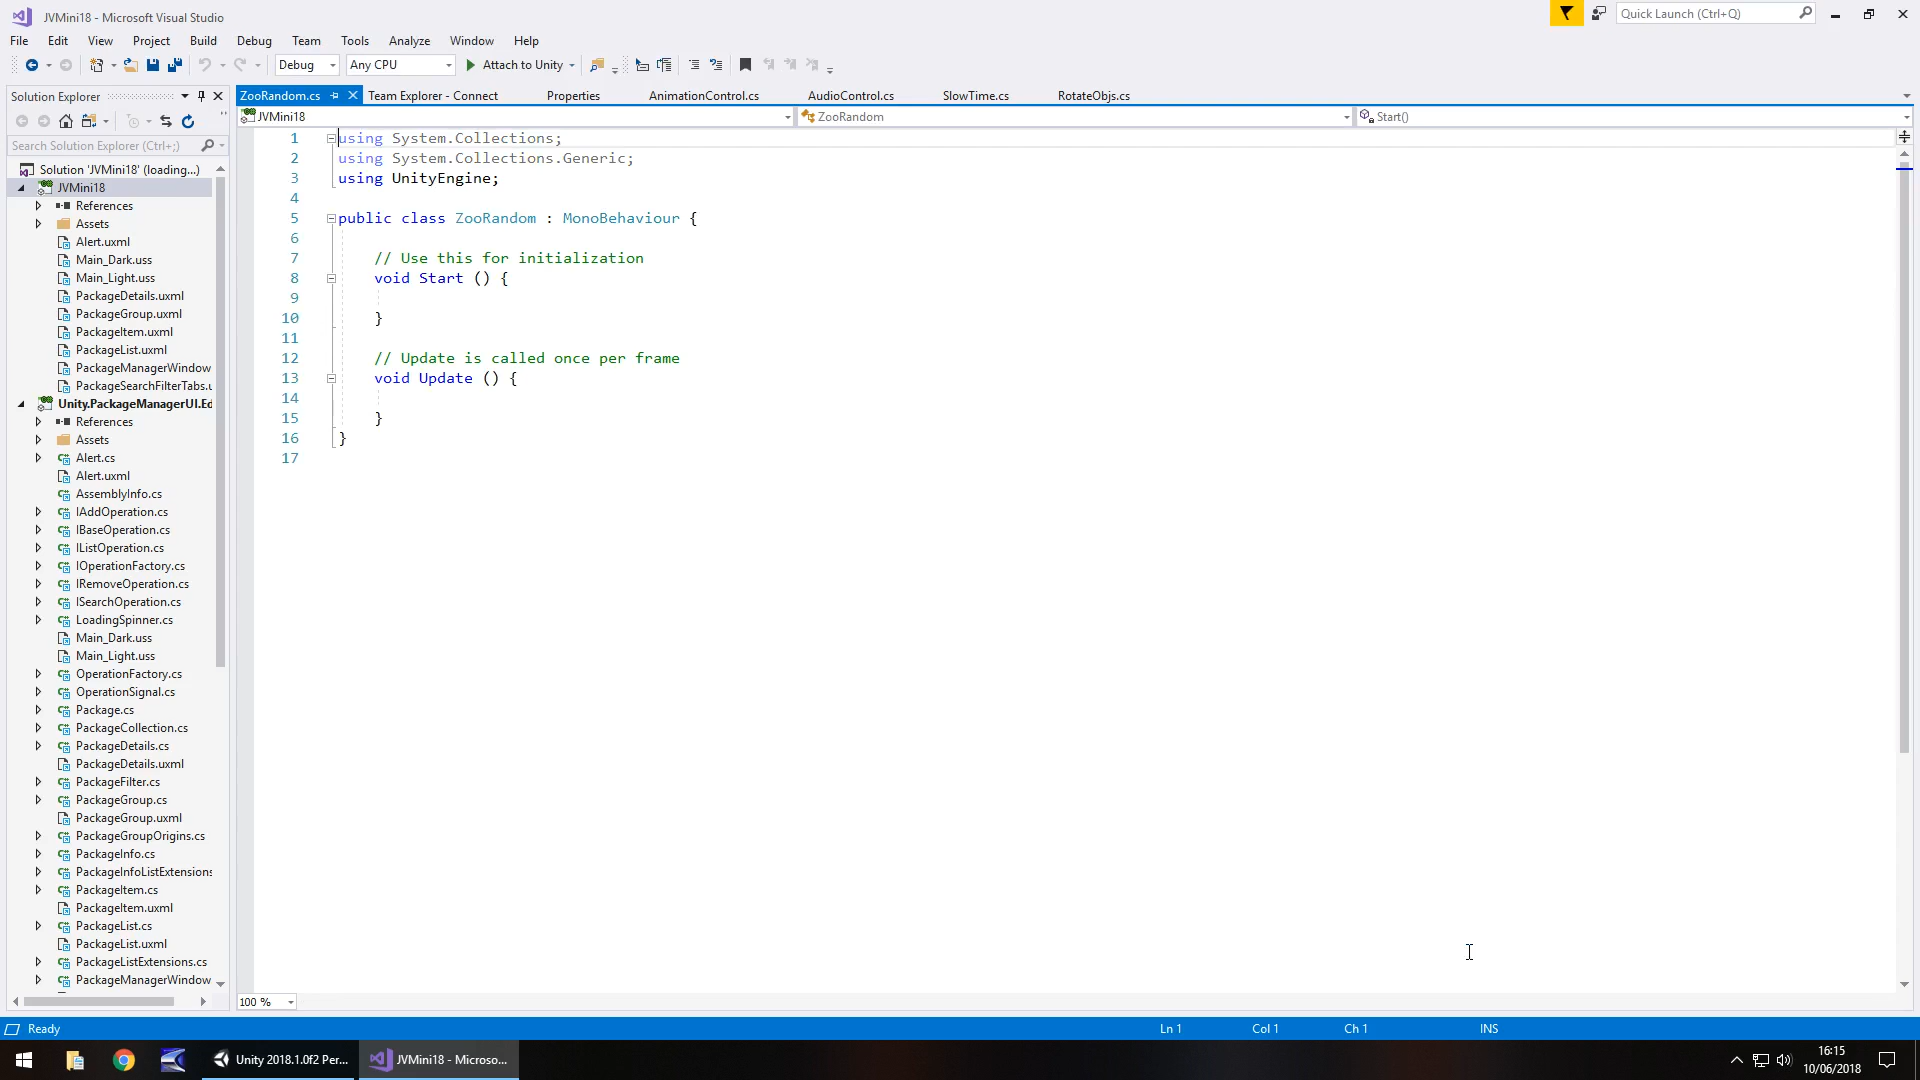 JVMini18 - Microsoft Visual Studio
Quick Launch (Ctrl+Q)
File Edit View Project Build Debug Team Tools Analyze Window Help
Debug Any CPU Attach to Unity
Solution Explorer
ZooRandom.cs Team Explorer - Connect Properties AnimationControl.cs AudioControl.cs SlowTime.cs RotateObjs.cs
JVMini18 ZooRandom Start()
Search Solution Explorer (Ctrl+;)
Solution 'JVMini18' (loading...)
JVMini18
References
Assets
Alert.uxml
Main_Dark.uss
Main_Light.uss
PackageDetails.uxml
PackageGroup.uxml
PackageItem.uxml
PackageList.uxml
PackageManagerWindow
PackageSearchFilterTabs.u
Unity.PackageManagerUI.Ed
References
Assets
Alert.cs
Alert.uxml
AssemblyInfo.cs
IAddOperation.cs
IBaseOperation.cs
IListOperation.cs
IOperationFactory.cs
IRemoveOperation.cs
ISearchOperation.cs
LoadingSpinner.cs
Main_Dark.uss
Main_Light.uss
OperationFactory.cs
OperationSignal.cs
Package.cs
PackageCollection.cs
PackageDetails.cs
PackageDetails.uxml
PackageFilter.cs
PackageGroup.cs
PackageGroup.uxml
PackageGroupOrigins.cs
PackageInfo.cs
PackageInfoListExtensions
PackageItem.cs
PackageItem.uxml
PackageList.cs
PackageList.uxml
PackageListExtensions.cs
PackageManagerWindow
1 using System.Collections;
2 using System.Collections.Generic;
3 using UnityEngine;
4
5 public class ZooRandom : MonoBehaviour {
6
7 // Use this for initialization
8 void Start () {
9
10 }
11
12 // Update is called once per frame
13 void Update () {
14
15 }
16 }
17
100 %
Ready Ln 1 Col 1 Ch 1 INS
Unity 2018.1.0f2 Per... JVMini18 - Microso...
16:15
10/06/2018